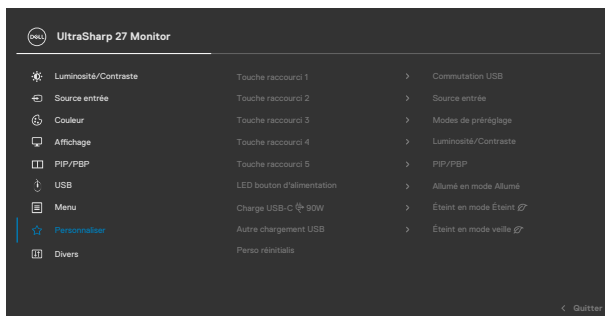 DELL UltraSharp 27 Monitor
Luminosité/Contraste Touche raccourci 1 > Commutation USB
Source entrée Touche raccourci 2 > Source entrée
Couleur Touche raccourci 3 > Modes de préréglage
Affichage Touche raccourci 4 > Luminosité/Contraste
PIP/PBP Touche raccourci 5 > PIP/PBP
USB LED bouton d'alimentation > Allumé en mode Allumé
Menu Charge USB-C 90W > Éteint en mode Éteint
Personnaliser Autre chargement USB > Éteint en mode veille
Divers Perso réinitialis
< Quitter